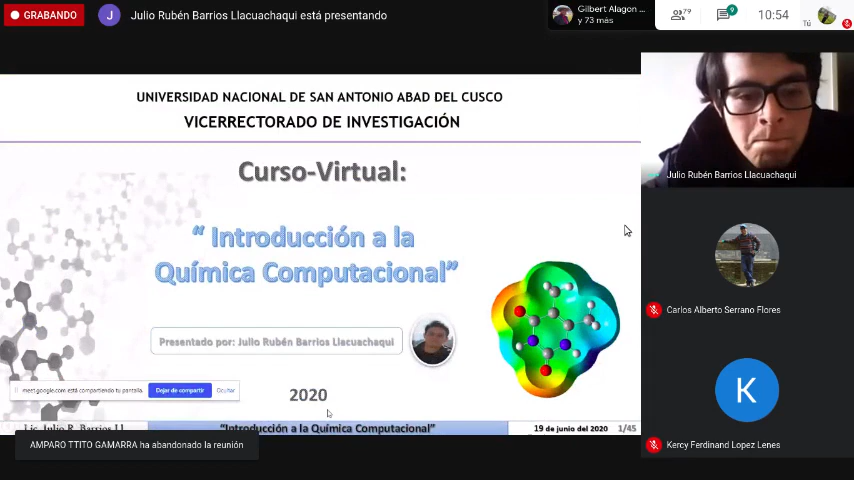 GRABANDO
J
Julio Rubén Barrios Llacuachaqui está presentando
Gilbert Alagon ...
y 73 más
79
9
10:54
Tú
UNIVERSIDAD NACIONAL DE SAN ANTONIO ABAD DEL CUSCO
VICERRECTORADO DE INVESTIGACIÓN
Curso-Virtual:
“ Introducción a la
Química Computacional”
Presentado por: Julio Rubén Barrios Llacuachaqui
meet.google.com está compartiendo tu pantalla.
Dejar de compartir
Ocultar
2020
Lic. Julio R. Barrios Ll.
“Introducción a la Química Computacional”
19 de junio del 2020
1/45
AMPARO TTITO GAMARRA ha abandonado la reunión
Julio Rubén Barrios Llacuachaqui
Carlos Alberto Serrano Flores
K
Kercy Ferdinand Lopez Lenes